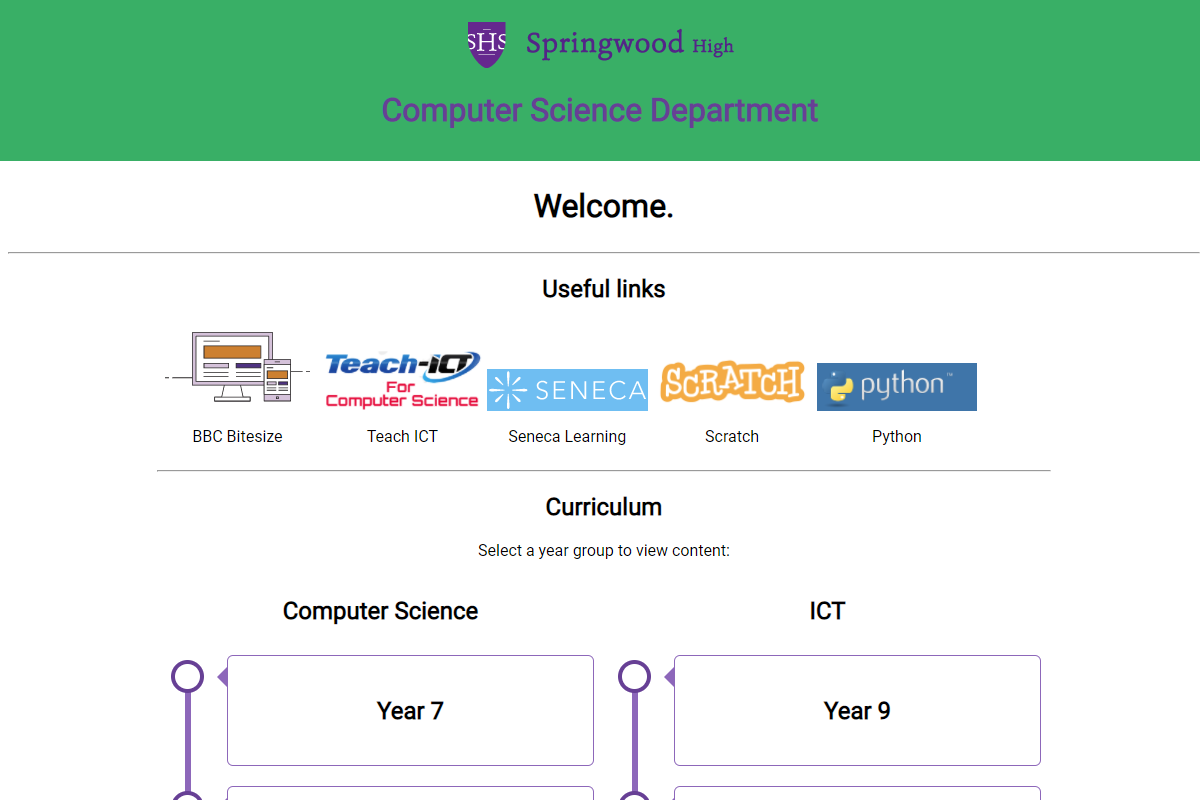 SHS Springwood High
Computer Science Department
Welcome.
Useful links
Teach-ICT
For
Computer Science
SENECA
SCRATCH
python™
BBC Bitesize
Teach ICT
Seneca Learning
Scratch
Python
Curriculum
Select a year group to view content:
Computer Science
ICT
Year 7
Year 9